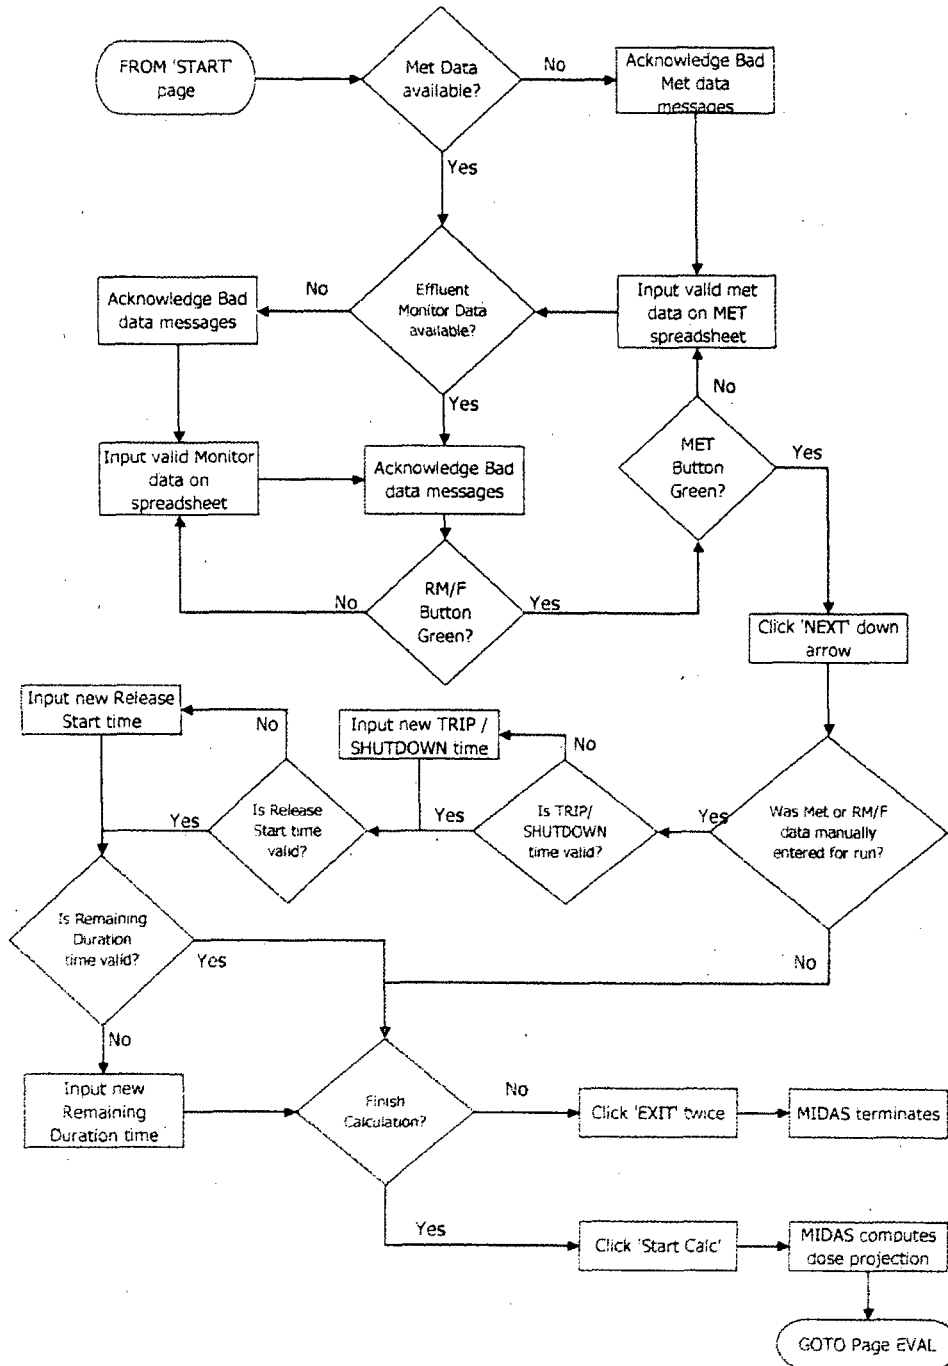 FROM 'START'
page
Met Data
available?
No
Acknowledge Bad
Met data
messages
Yes
Acknowledge Bad
data messages
No
Effluent
Monitor Data
available?
Input valid met
data on MET
spreadsheet
No
Yes
Input valid Monitor
data on
spreadsheet
Acknowledge Bad
data messages
MET
Button
Green?
Yes
No
RM/F
Button
Green?
Yes
Click 'NEXT' down
arrow
Input new Release
Start time
No
Input new TRIP /
SHUTDOWN time
No
Yes
Is Release
Start time
valid?
Yes
Is TRIP/
SHUTDOWN
time valid?
Yes
Was Met or RM/F
data manually
entered for run?
Is Remaining
Duration
time valid?
Yes
No
No
Input new
Remaining
Duration time
Finish
Calculation?
No
Click 'EXIT' twice
MIDAS terminates
Yes
Click 'Start Calc'
MIDAS computes
dose projection
GOTO Page EVAL